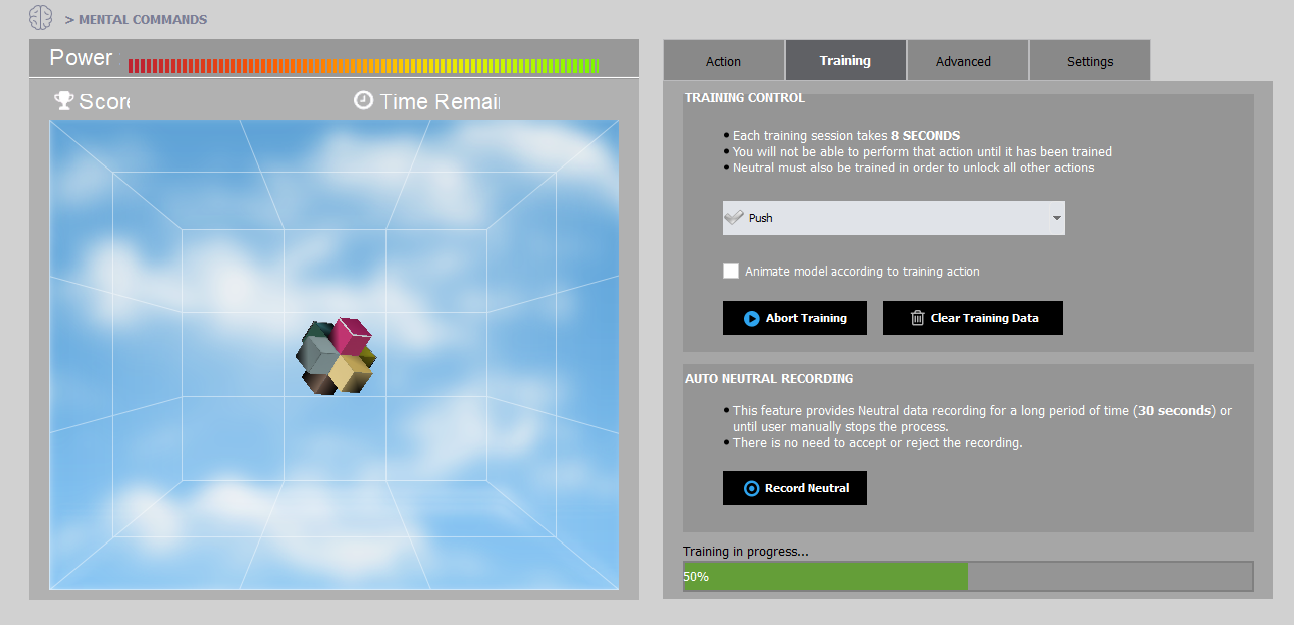 > MENTAL COMMANDS
Power
Score
Time Remai
Action
Training
Advanced
Settings
TRAINING CONTROL
• Each training session takes 8 SECONDS
• You will not be able to perform that action until it has been trained
• Neutral must also be trained in order to unlock all other actions
Push
Animate model according to training action
Abort Training
Clear Training Data
AUTO NEUTRAL RECORDING
• This feature provides Neutral data recording for a long period of time (30 seconds) or
until user manually stops the process.
• There is no need to accept or reject the recording.
Record Neutral
Training in progress...
50%